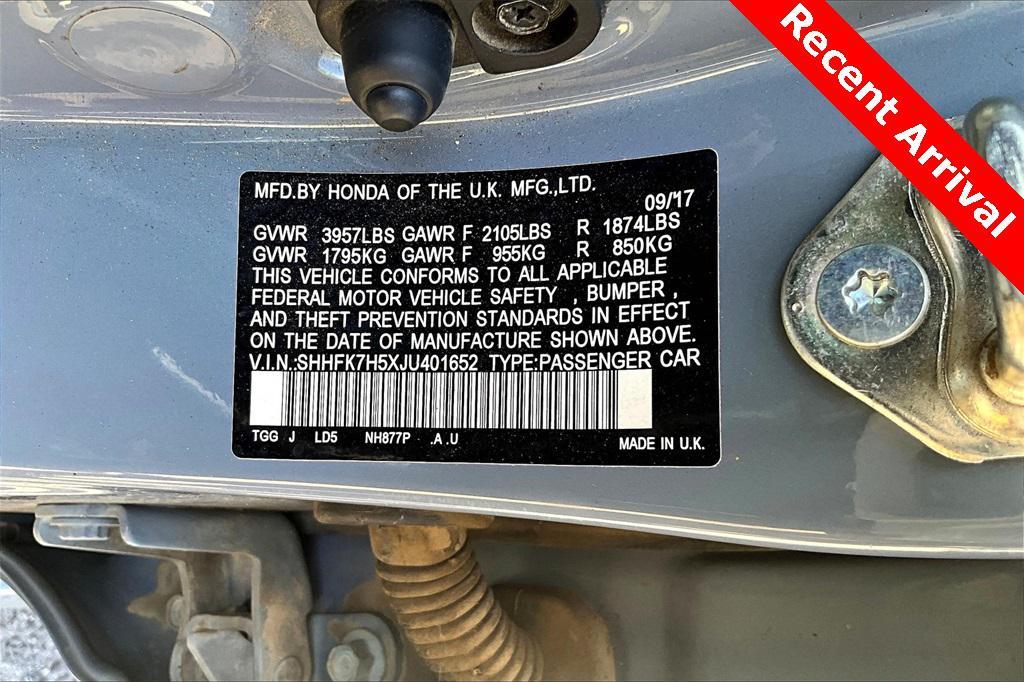 Recent Arrival
MFD.BY HONDA OF THE U.K. MFG.,LTD.
09/'17
GVWR 3957LBS GAWR F 2105LBS R 1874LBS
GVWR 1795KG GAWR F 955KG R 850KG
THIS VEHICLE CONFORMS TO ALL APPLICABLE
FEDERAL MOTOR VEHICLE SAFETY , BUMPER ,
AND THEFT PREVENTION STANDARDS IN EFFECT
ON THE DATE OF MANUFACTURE SHOWN ABOVE.
V.I.N.:SHHFK7H5XJU401652 TYPE:PASSENGER CAR
TGG J LD5 NH877P .A .U MADE IN U.K.